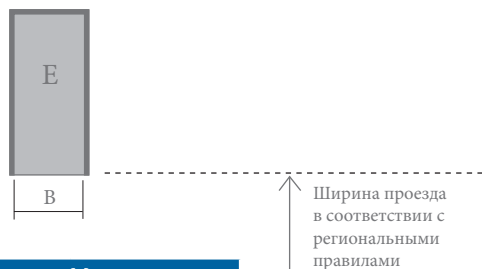 E
B
Ширина проезда
в соответствии с
региональными
правилами